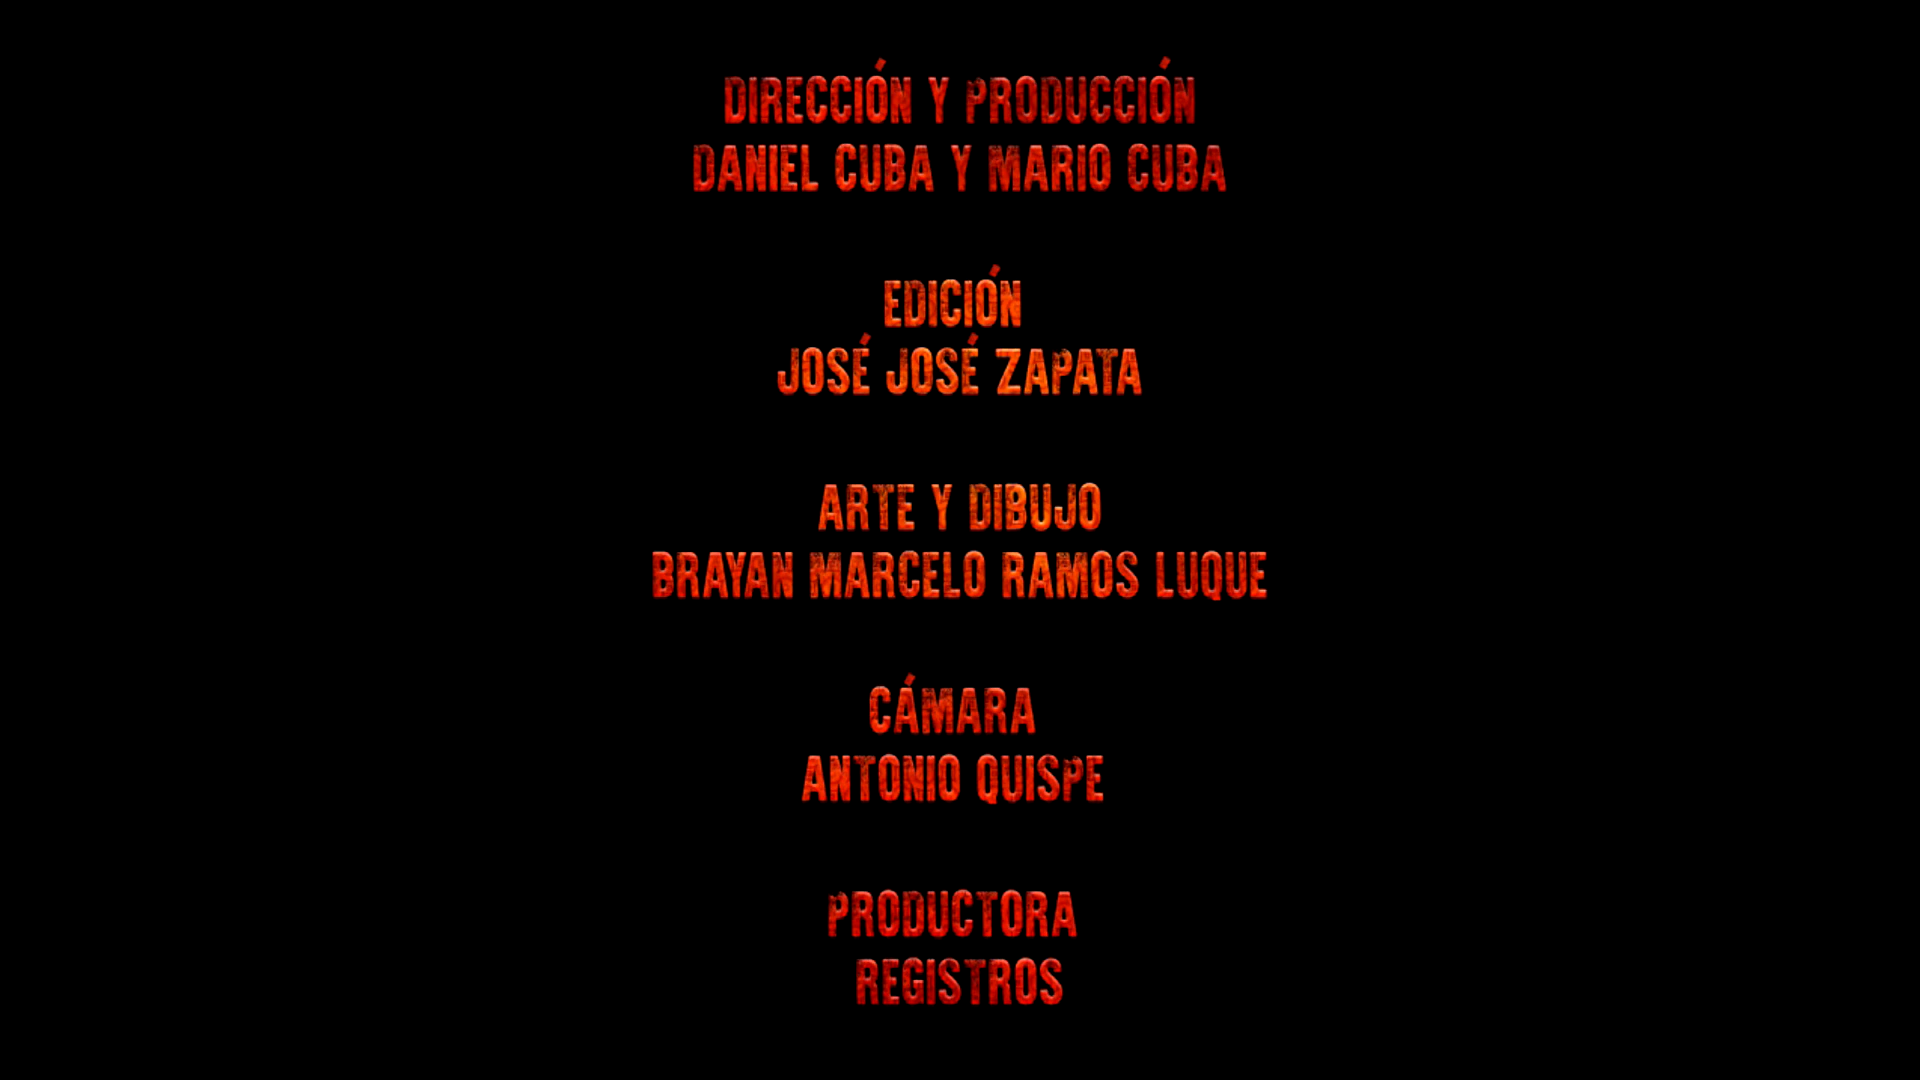 DIRECCIÓN Y PRODUCCIÓN
DANIEL CUBA Y MARIO CUBA
EDICIÓN
JOSÉ JOSÉ ZAPATA
ARTE Y DIBUJO
BRAYAN MARCELO RAMOS LUQUE
CÁMARA
ANTONIO QUISPE
PRODUCTORA
REGISTROS